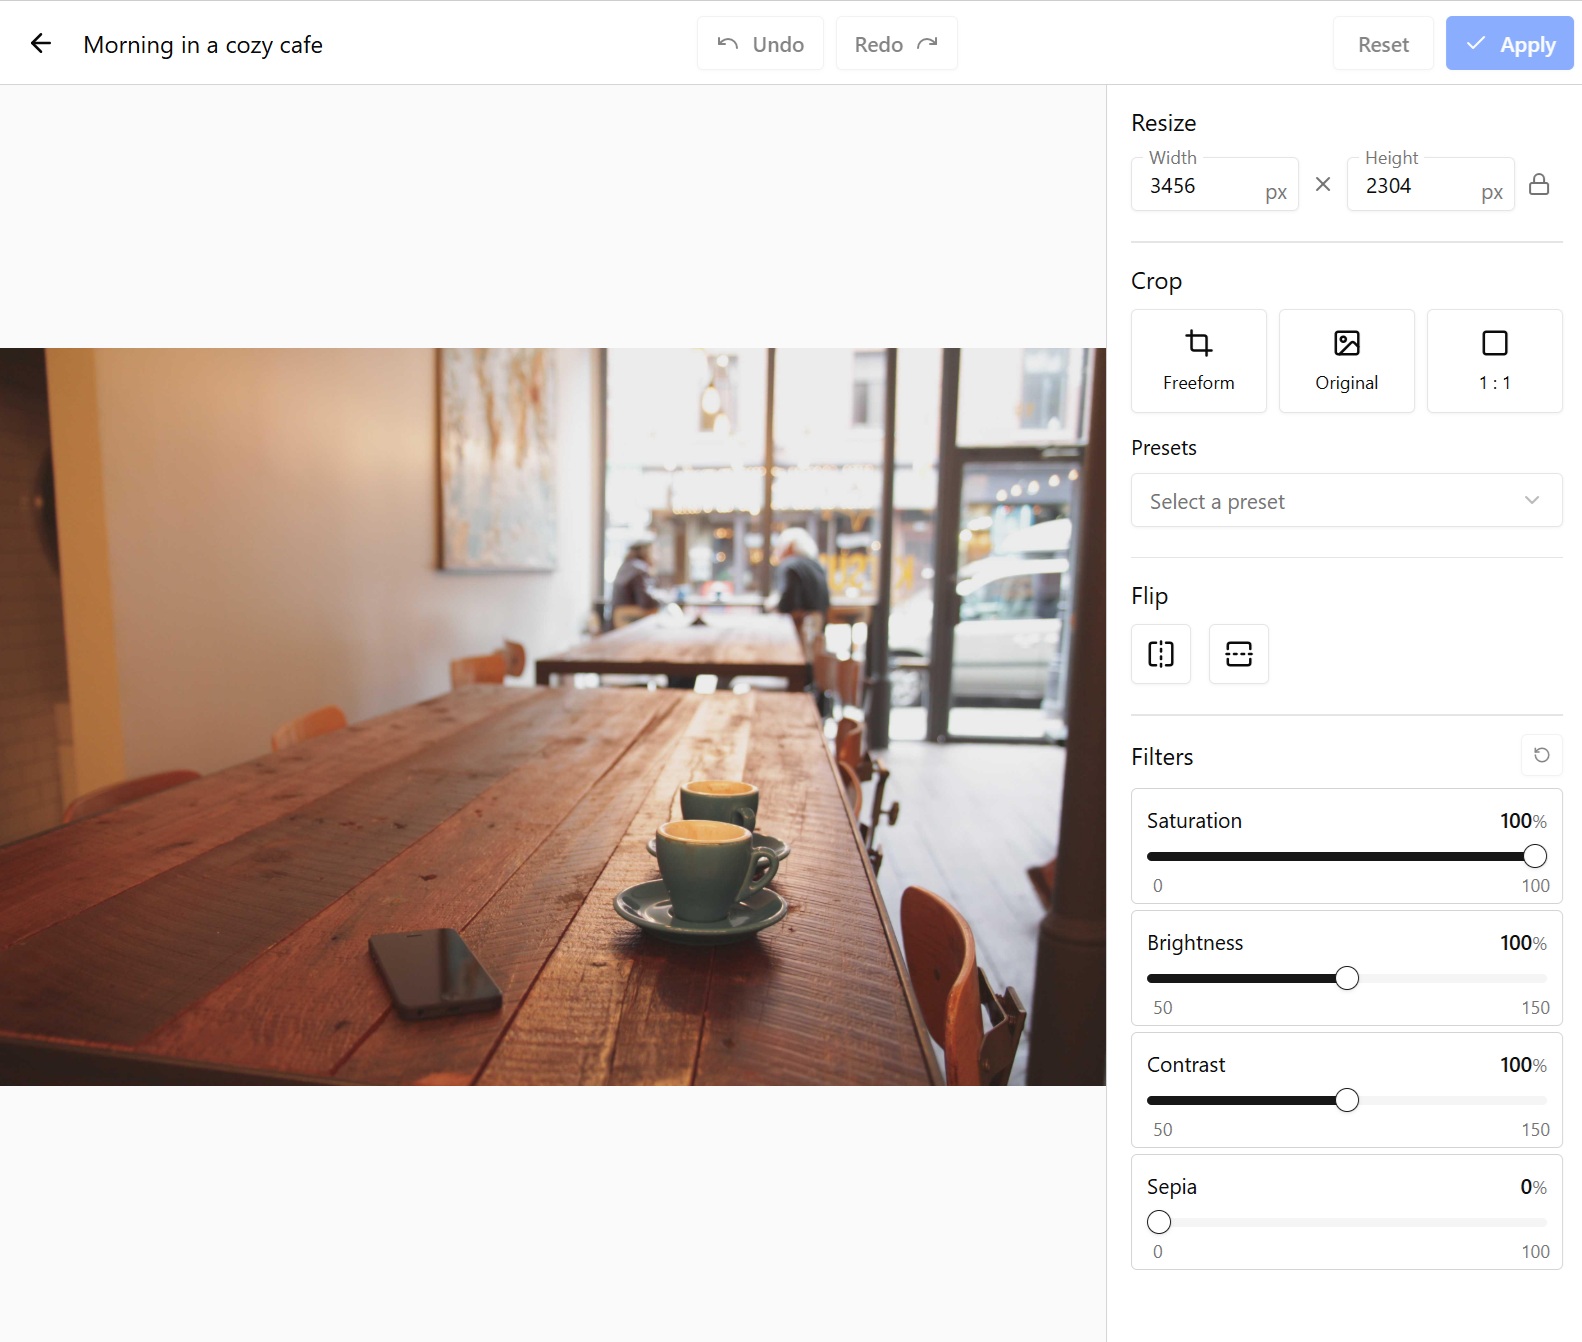 Morning in a cozy cafe
Undo
Redo
Reset
Apply
Resize
Width
3456
px
Height
2304
px
Crop
Freeform
Original
1 : 1
Presets
Select a preset
Flip
Filters
Saturation
100%
0
100
Brightness
100%
50
150
Contrast
100%
50
150
Sepia
0%
0
100